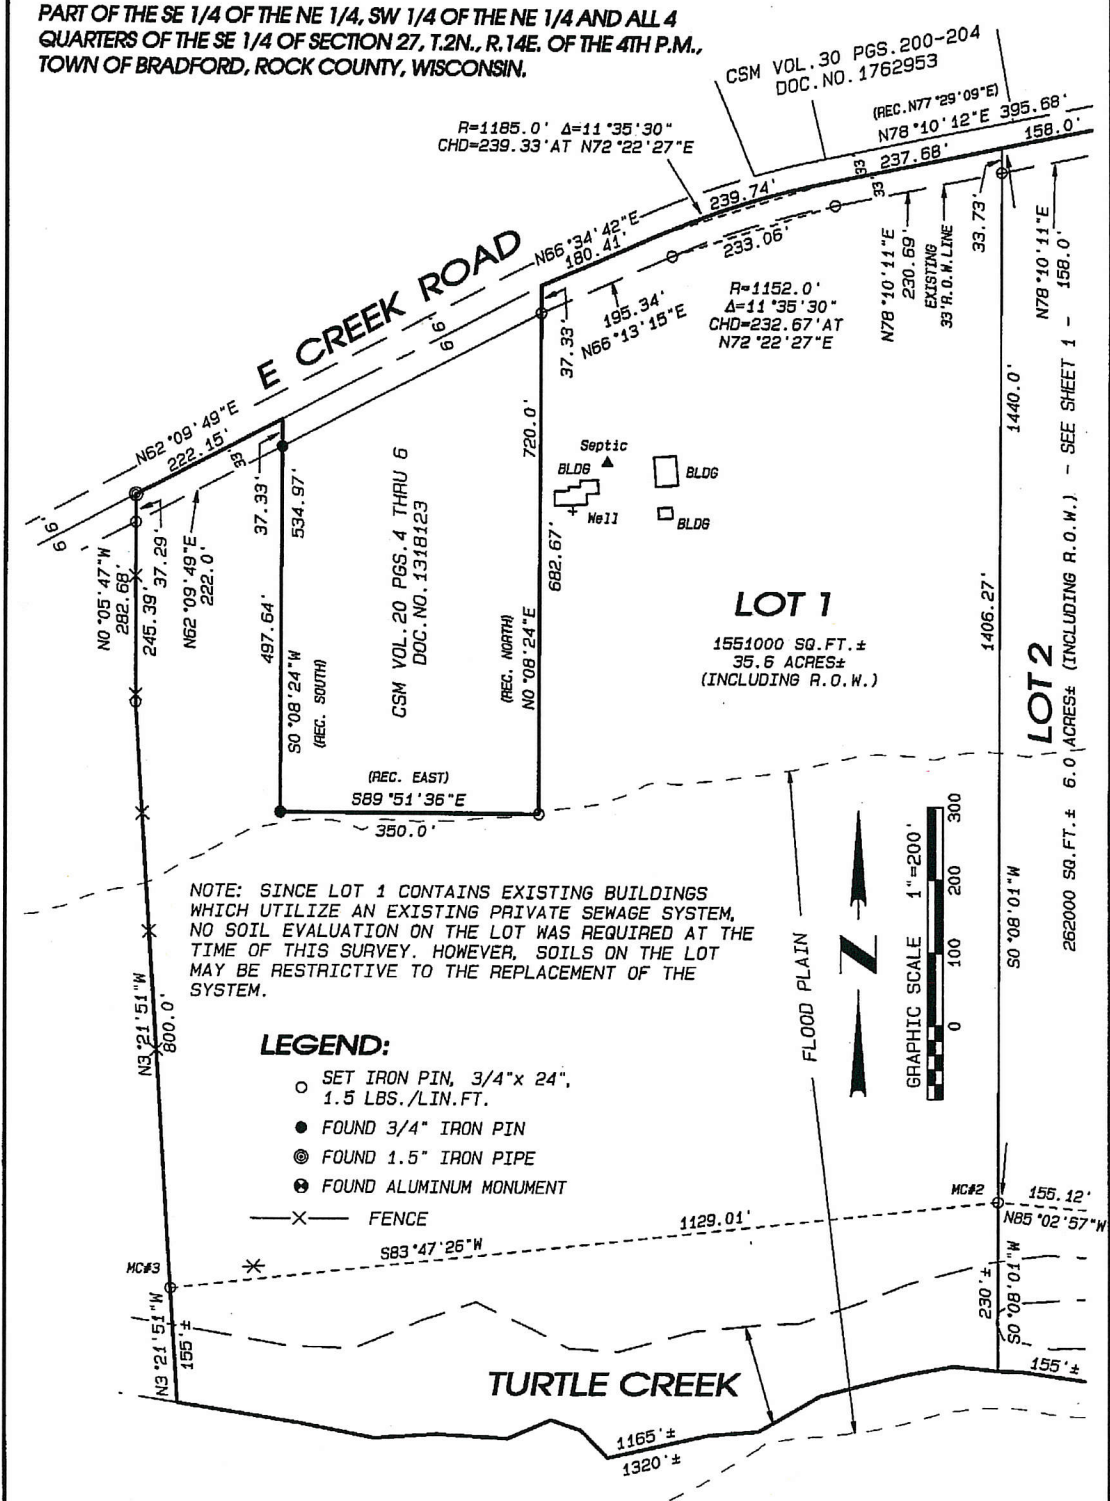 PART OF THE SE 1/4 OF THE NE 1/4, SW 1/4 OF THE NE 1/4 AND ALL 4
QUARTERS OF THE SE 1/4 OF SECTION 27, T.2N., R.14E. OF THE 4TH P.M.,
TOWN OF BRADFORD, ROCK COUNTY, WISCONSIN.
CSM VOL.30 PGS.200-204
DOC.NO.1762953
(REC.N77°29'09"E)
N78°10'12"E 395.68'
158.0'
237.68'
R=1185.0' Δ=11°35'30"
CHD=239.33'AT N72°22'27"E
239.74'
33'
33'
N66°34'42"E
180.41'
E CREEK ROAD
233.06'
R=1152.0'
Δ=11°35'30"
CHD=232.67'AT
N72°22'27"E
N78°10'11"E
230.69'
EXISTING
33'R.O.W.LINE
33.73'
N78°10'11"E
158.0'
195.34'
N66°13'15"E
37.33'
66'
N62°09'49"E
222.15'
33'
66'
N0°05'47"W
282.68'
245.39'
37.29'
N62°09'49"E
222.0'
37.33'
534.97'
497.64'
S0°08'24"W
(REC. SOUTH)
CSM VOL.20 PGS.4 THRU 6
DOC.NO.1318123
720.0'
682.67'
(REC. NORTH)
N0°08'24"E
Septic
BLDG
BLDG
Well
BLDG
LOT 1
1551000 SQ.FT.±
35.6 ACRES±
(INCLUDING R.O.W.)
1440.0'
1406.27'
S0°08'01"W
LOT 2
262000 SQ.FT.± 6.0 ACRES± (INCLUDING R.O.W.) - SEE SHEET 1 -
(REC. EAST)
S89°51'36"E
350.0'
NOTE: SINCE LOT 1 CONTAINS EXISTING BUILDINGS
WHICH UTILIZE AN EXISTING PRIVATE SEWAGE SYSTEM,
NO SOIL EVALUATION ON THE LOT WAS REQUIRED AT THE
TIME OF THIS SURVEY. HOWEVER, SOILS ON THE LOT
MAY BE RESTRICTIVE TO THE REPLACEMENT OF THE
SYSTEM.
FLOOD PLAIN
N
GRAPHIC SCALE 1"=200'
0 100 200 300
N3°21'51"W
800.0'
LEGEND:
SET IRON PIN, 3/4"x 24",
1.5 LBS./LIN.FT.
FOUND 3/4" IRON PIN
FOUND 1.5" IRON PIPE
FOUND ALUMINUM MONUMENT
FENCE
MC#2
155.12'
N85°02'57"W
1129.01'
S83°47'26"W
MC#3
N3°21'51"W
155'±
230'±
S0°08'01"W
155'±
TURTLE CREEK
1165'±
1320'±